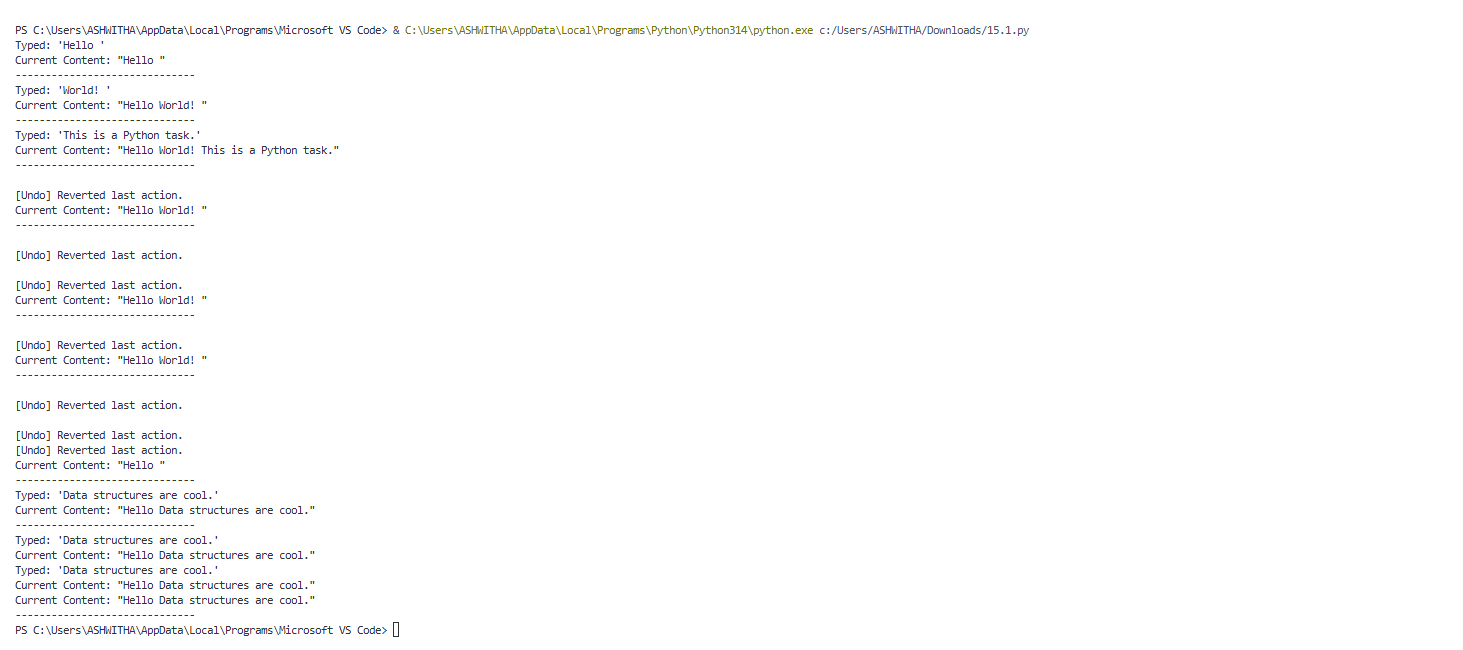 PS C:\Users\ASHWITHA\AppData\Local\Programs\Microsoft VS Code> & C:\Users\ASHWITHA\AppData\Local\Programs\Python\Python314\python.exe c:/Users/ASHWITHA/Downloads/15.1.py
Typed: 'Hello '
Current Content: "Hello "
------------------------------
Typed: 'World! '
Current Content: "Hello World! "
------------------------------
Typed: 'This is a Python task.'
Current Content: "Hello World! This is a Python task."
------------------------------
[Undo] Reverted last action.
Current Content: "Hello World! "
------------------------------
[Undo] Reverted last action.
[Undo] Reverted last action.
Current Content: "Hello World! "
------------------------------
[Undo] Reverted last action.
Current Content: "Hello World! "
------------------------------
[Undo] Reverted last action.
[Undo] Reverted last action.
[Undo] Reverted last action.
Current Content: "Hello "
------------------------------
Typed: 'Data structures are cool.'
Current Content: "Hello Data structures are cool."
------------------------------
Typed: 'Data structures are cool.'
Current Content: "Hello Data structures are cool."
Typed: 'Data structures are cool.'
Current Content: "Hello Data structures are cool."
Current Content: "Hello Data structures are cool."
------------------------------
PS C:\Users\ASHWITHA\AppData\Local\Programs\Microsoft VS Code>